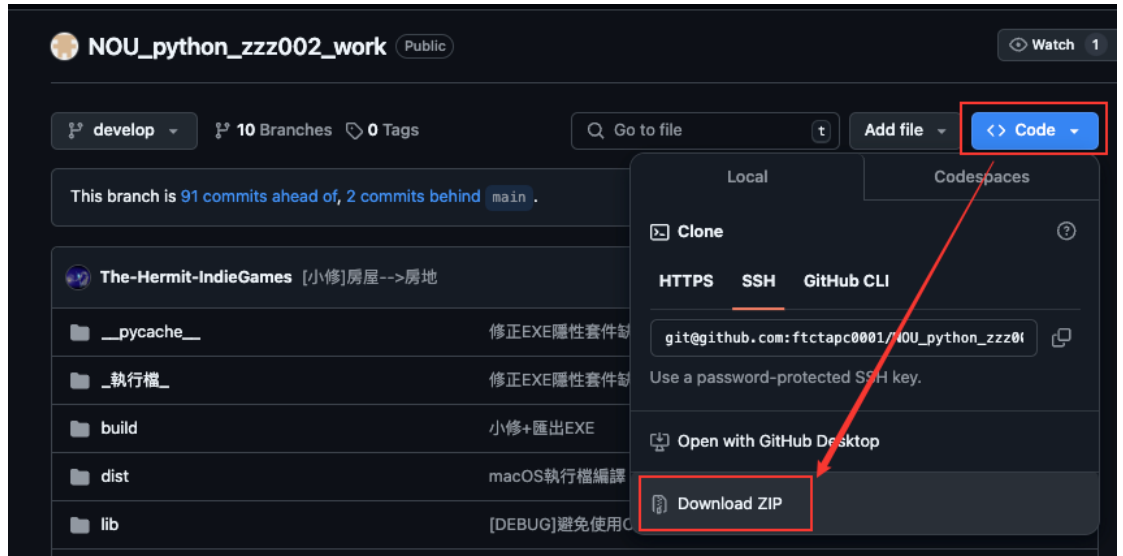 NOU_python_zzz002_work Public
Watch 1
develop 10 Branches 0 Tags
Go to file t
Add file
<> Code
This branch is 91 commits ahead of, 2 commits behind main .
Local Codespaces
Clone
HTTPS SSH GitHub CLI
git@github.com:ftctapc0001/NOU_python_zzz00
Use a password-protected SSH key.
Open with GitHub Desktop
Download ZIP
The-Hermit-IndieGames [小修]房屋-->房地
__pycache__ 修正EXE隱性套件缺
_執行檔_ 修正EXE隱性套件缺
build 小修+匯出EXE
dist macOS執行檔編譯
lib [DEBUG]避免使用